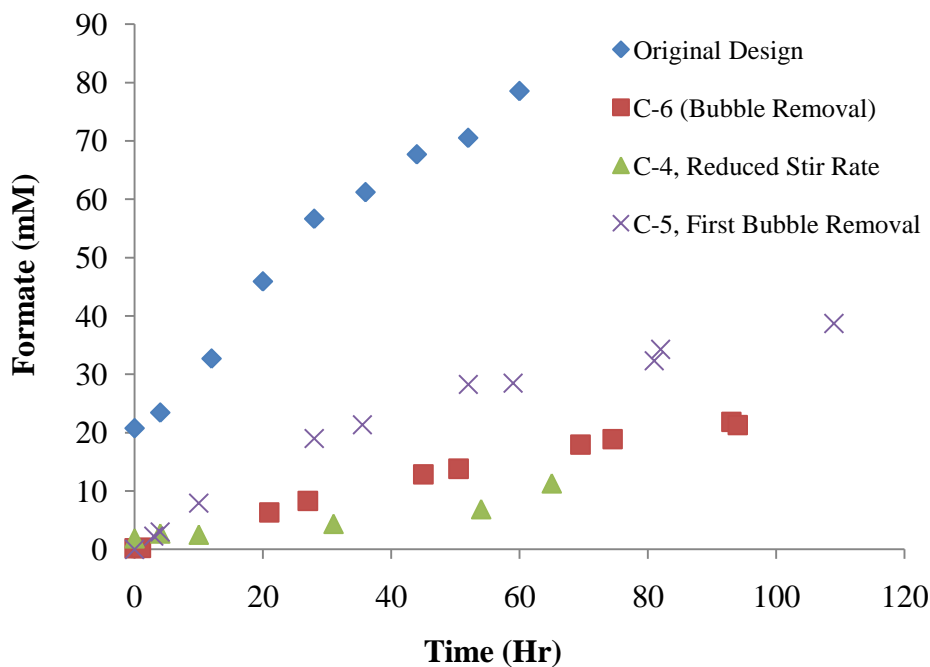 90
80
70
60
50
40
30
20
10
0
Formate (mM)
0 20 40 60 80 100 120
Time (Hr)
Original Design
C-6 (Bubble Removal)
C-4, Reduced Stir Rate
C-5, First Bubble Removal